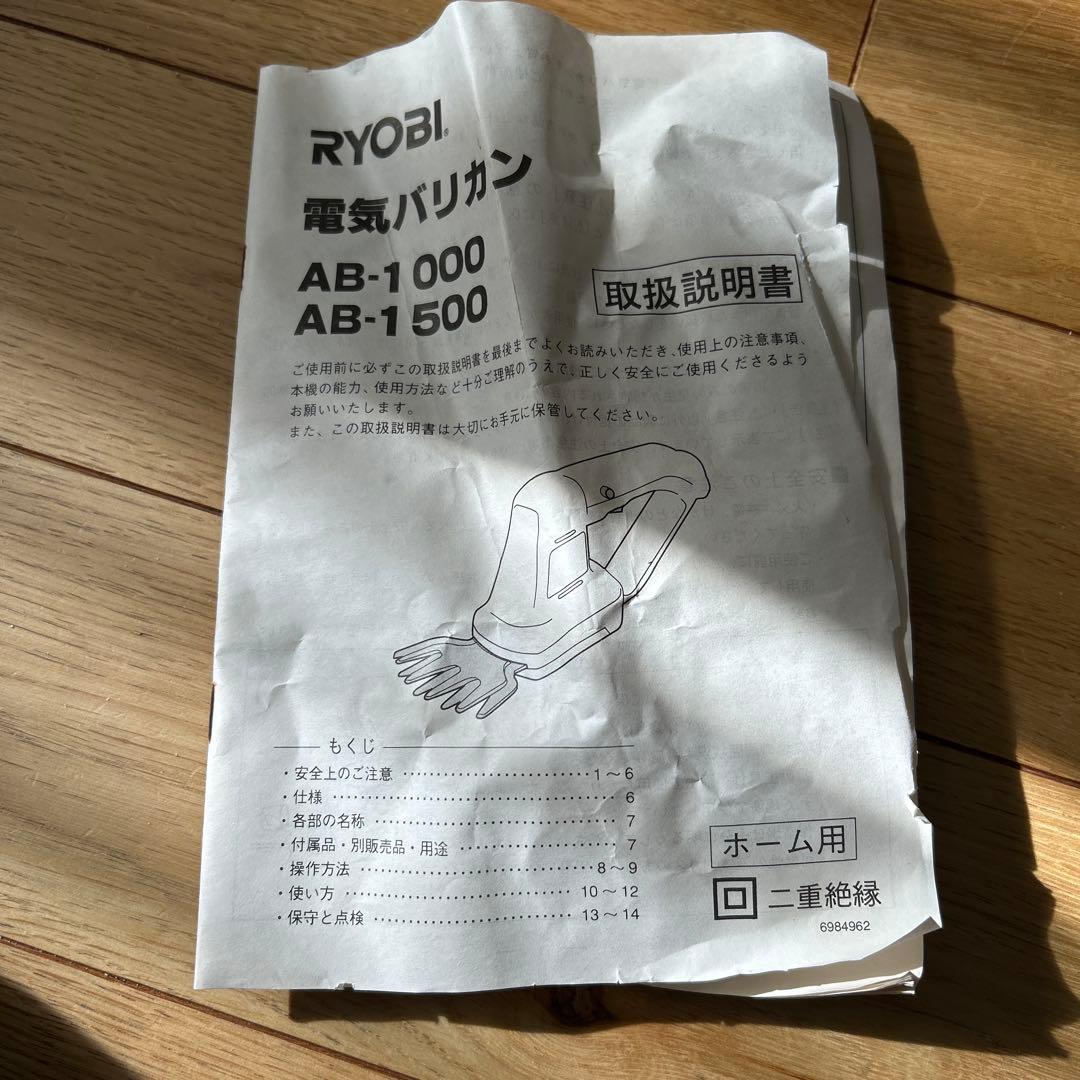 RYOBI®
電気バリカン
AB-1000
AB-1500
取扱説明書
ご使用前に必ずこの取扱説明書を最後までよくお読みいただき、使用上の注意事項、
本機の能力、使用方法など十分ご理解のうえで、正しく安全にご使用くださるよう
お願いいたします。
また、この取扱説明書は大切にお手元に保管してください。
もくじ
・安全上のご注意 ………………………1～6
・仕様 ……………………………………… 6
・各部の名称 ……………………………… 7
・付属品・別販売品・用途 ……………… 7
・操作方法 ……………………………8～9
・使い方 ……………………………10～12
・保守と点検 ………………………13～14
ホーム用
二重絶縁
6984962